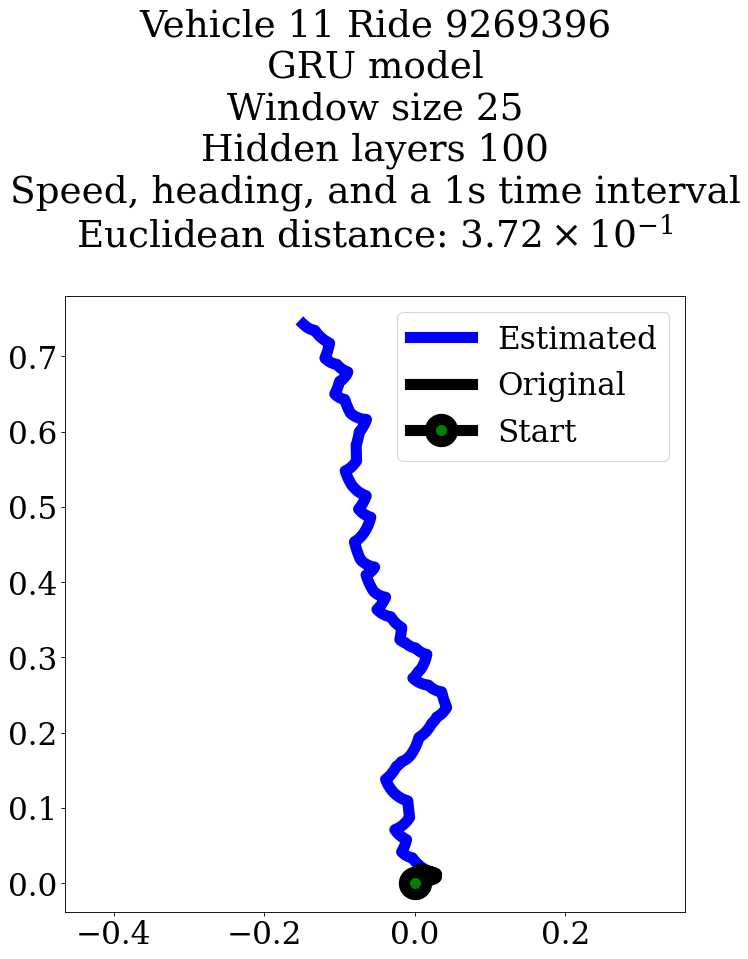 Vehicle 11 Ride 9269396
GRU model
Window size 25
Hidden layers 100
Speed, heading, and a 1s time interval
Euclidean distance: 3.72 × 10⁻¹
Estimated
Original
Start
0.7
0.6
0.5
0.4
0.3
0.2
0.1
0.0
−0.4 −0.2 0.0 0.2